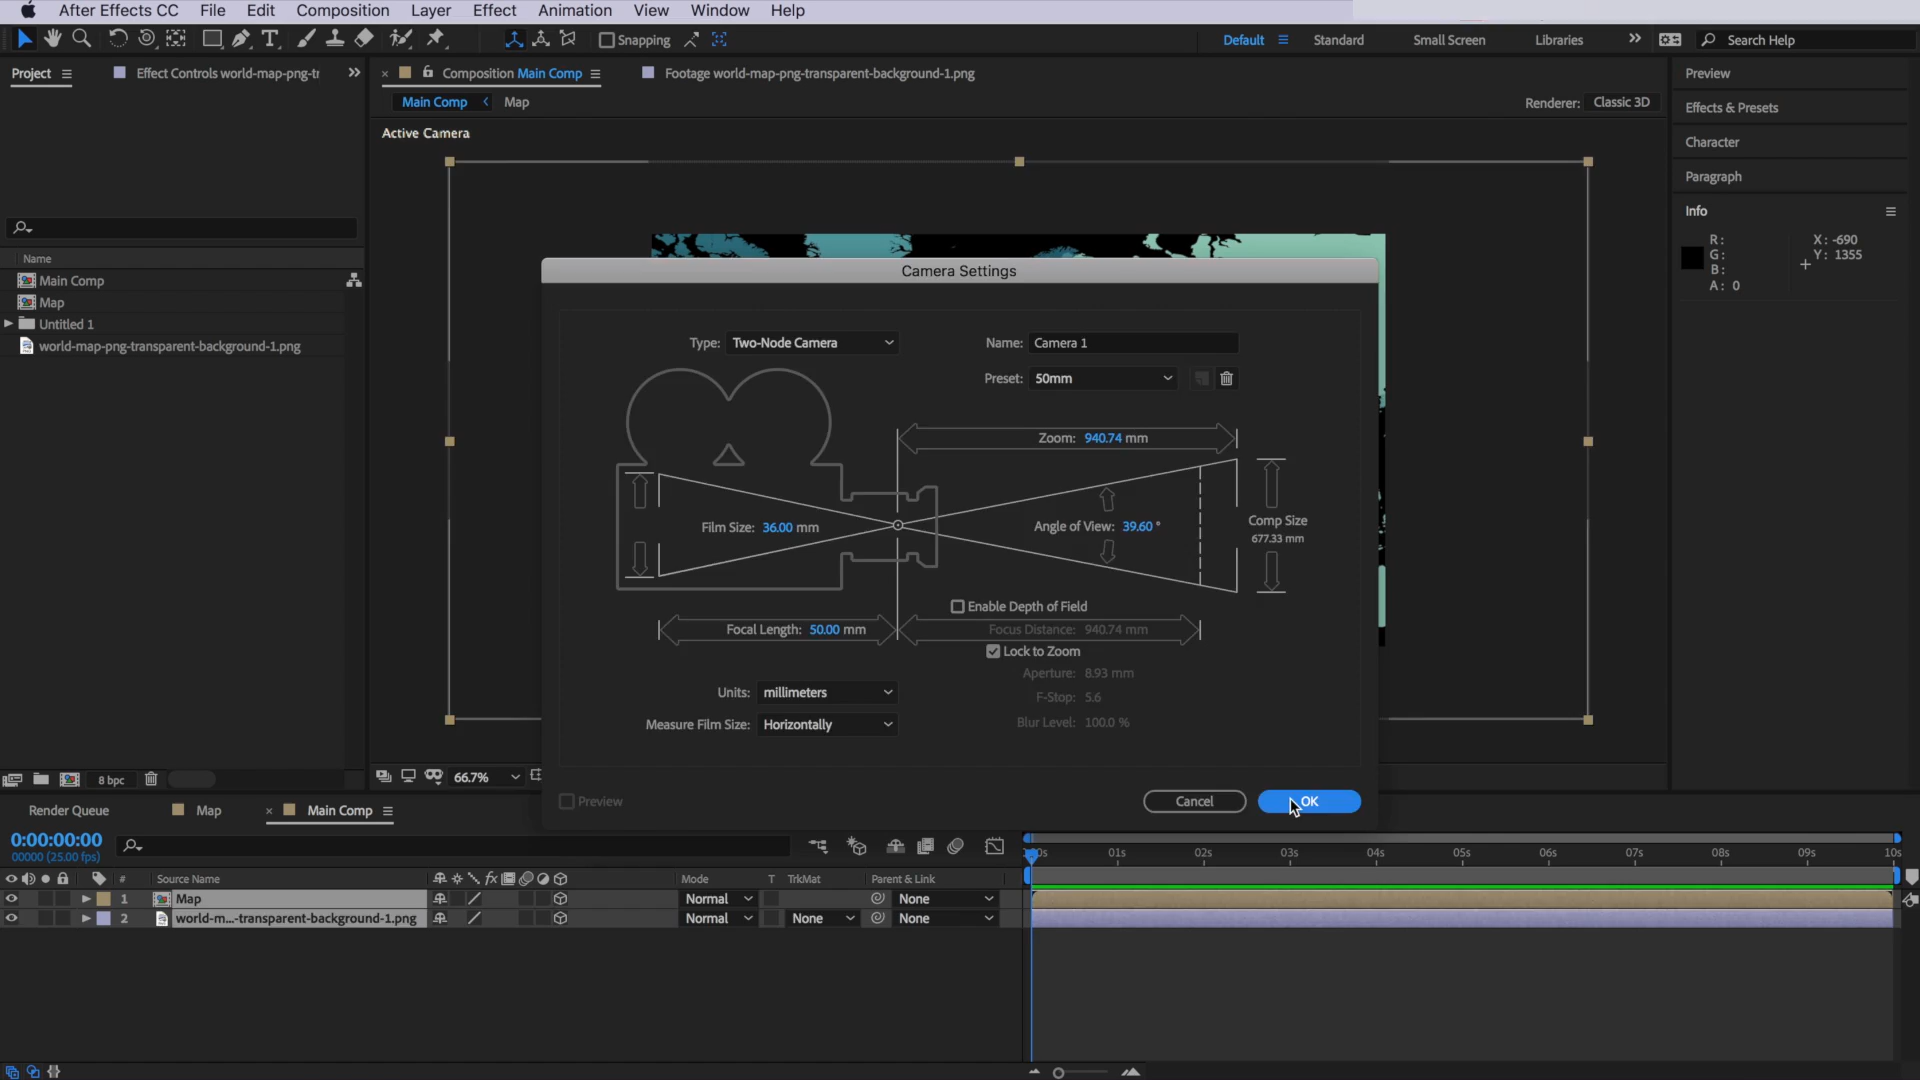 After Effects CC File Edit Composition Layer Effect Animation View Window Help
Snapping Default Standard Small Screen Libraries Search Help
Project Effect Controls world-map-png-tr Composition Main Comp Footage world-map-png-transparent-background-1.png Preview
Main Comp Map Renderer: Classic 3D
Effects & Presets
Active Camera
Character
Paragraph
Info
R: X: -690
G: Y: 1355
B:
A: 0
Name
Main Comp
Map
Untitled 1
world-map-png-transparent-background-1.png
Camera Settings
Type: Two-Node Camera Name: Camera 1
Preset: 50mm
Zoom: 940.74 mm
Film Size: 36.00 mm Angle of View: 39.60 ° Comp Size
677.33 mm
Enable Depth of Field
Focal Length: 50.00 mm Focus Distance: 940.74 mm
Lock to Zoom
Aperture: 8.93 mm
Units: millimeters F-Stop: 5.6
Measure Film Size: Horizontally Blur Level: 100.0 %
8 bpc 66.7%
Preview Cancel OK
Render Queue Map Main Comp
0:00:00:00
00000 (25.00 fps)
00s 01s 02s 03s 04s 05s 06s 07s 08s 09s 10s
# Source Name fx Mode T TrkMat Parent & Link
1 Map Normal None
2 world-m...-transparent-background-1.png Normal None None